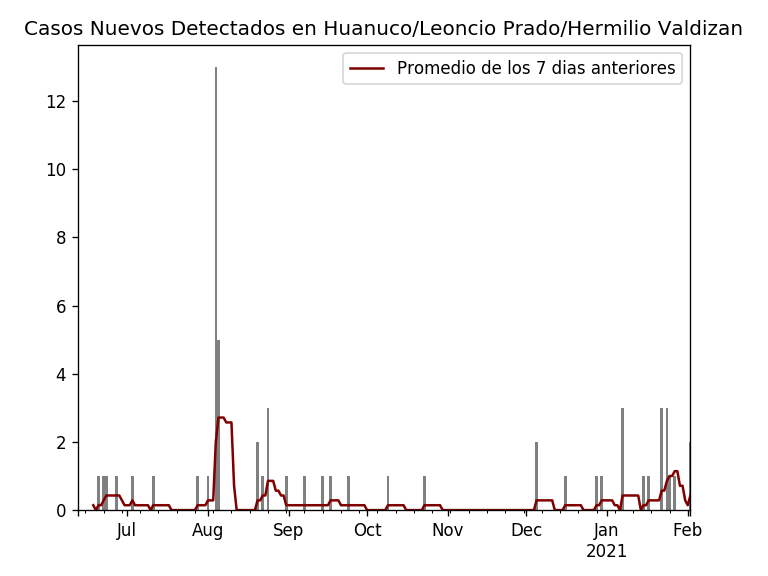 Casos Nuevos Detectados en Huanuco/Leoncio Prado/Hermilio Valdizan
Promedio de los 7 dias anteriores
12
10
8
6
4
2
0
Jul Aug Sep Oct Nov Dec Jan Feb
2021